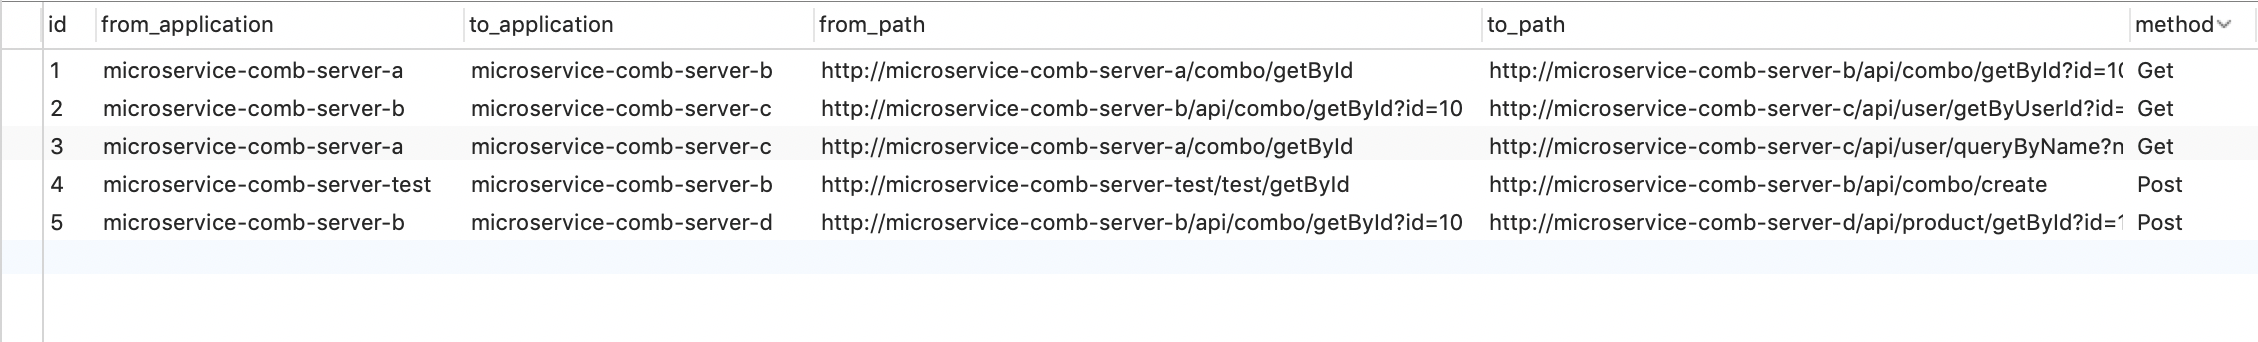 id from_application to_application from_path to_path method
1 microservice-comb-server-a microservice-comb-server-b http://microservice-comb-server-a/combo/getById http://microservice-comb-server-b/api/combo/getById?id=10 Get
2 microservice-comb-server-b microservice-comb-server-c http://microservice-comb-server-b/api/combo/getById?id=10 http://microservice-comb-server-c/api/user/getByUserId?id= Get
3 microservice-comb-server-a microservice-comb-server-c http://microservice-comb-server-a/combo/getById http://microservice-comb-server-c/api/user/queryByName?n Get
4 microservice-comb-server-test microservice-comb-server-b http://microservice-comb-server-test/test/getById http://microservice-comb-server-b/api/combo/create Post
5 microservice-comb-server-b microservice-comb-server-d http://microservice-comb-server-b/api/combo/getById?id=10 http://microservice-comb-server-d/api/product/getById?id=1 Post